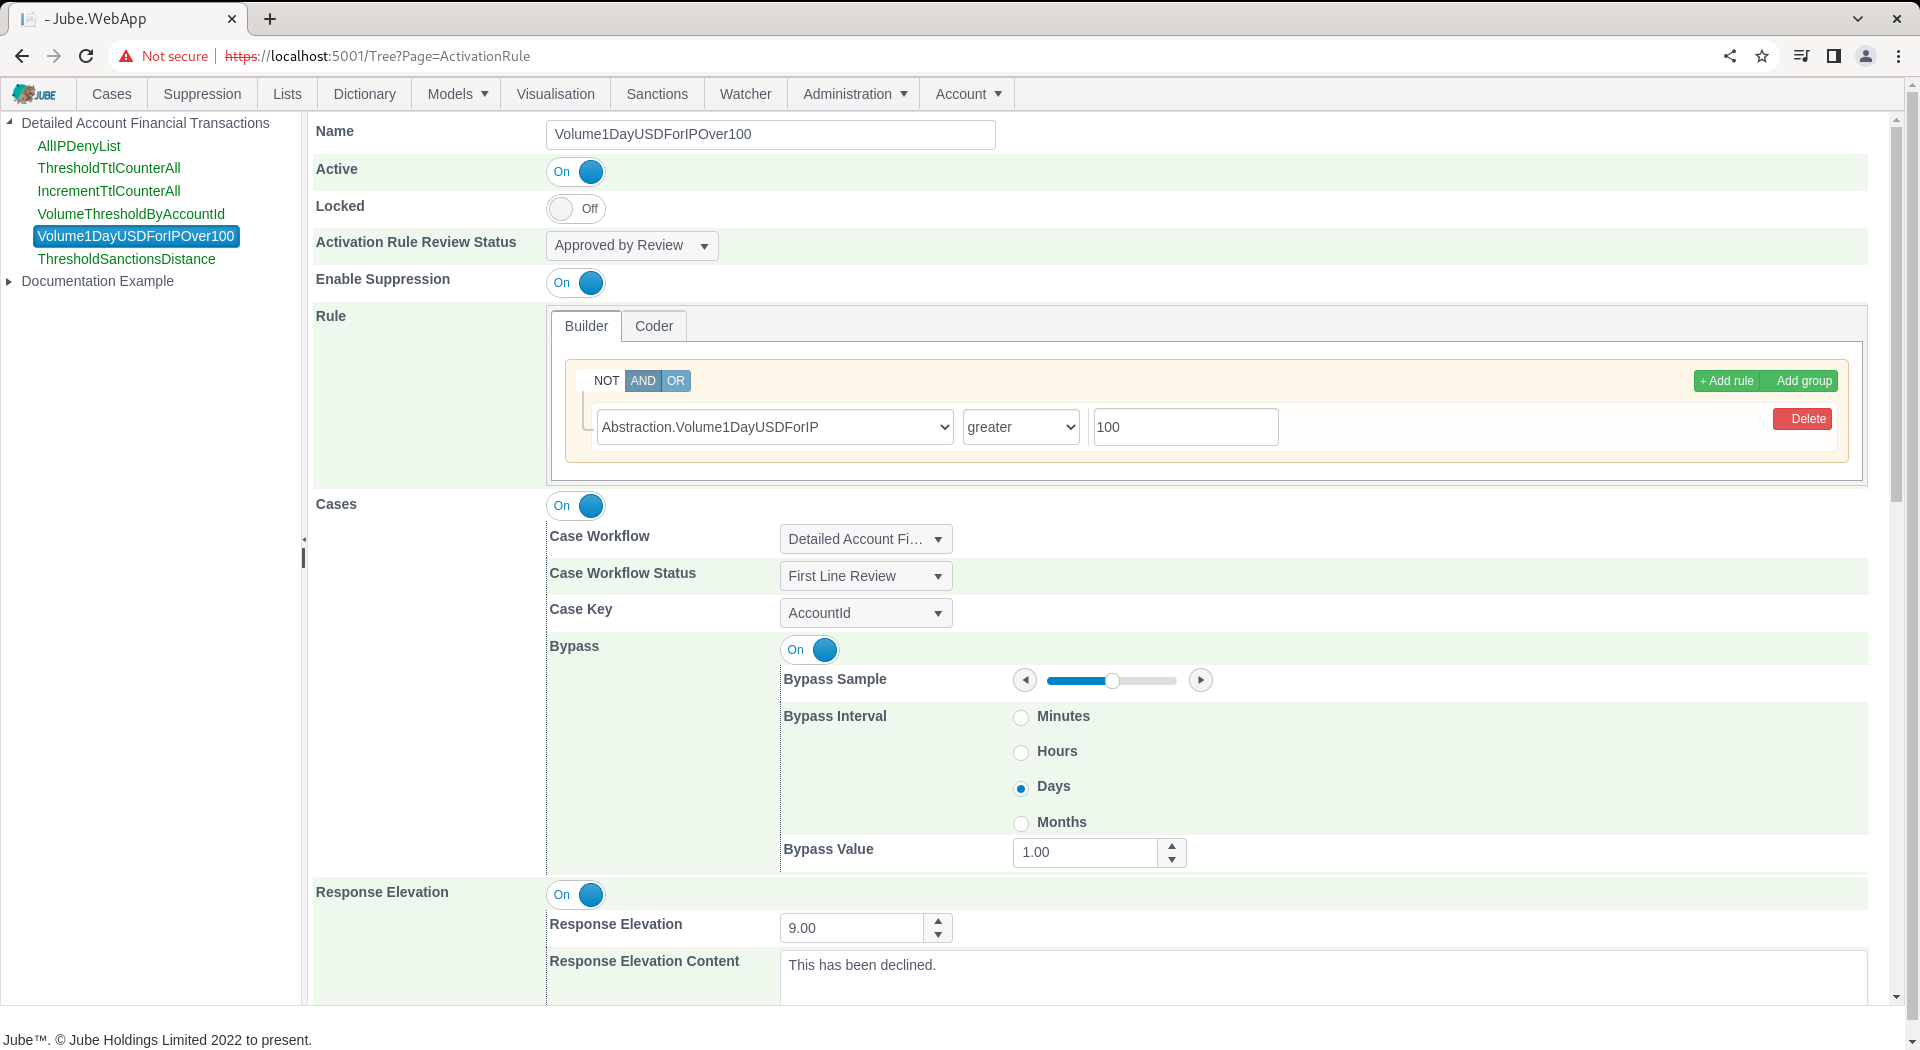 - Jube.WebApp
Not secure https://localhost:5001/Tree?Page=ActivationRule
JUBE Cases Suppression Lists Dictionary Models Visualisation Sanctions Watcher Administration Account
Detailed Account Financial Transactions
AllIPDenyList
ThresholdTtlCounterAll
IncrementTtlCounterAll
VolumeThresholdByAccountId
Volume1DayUSDForIPOver100
ThresholdSanctionsDistance
Documentation Example
Name Volume1DayUSDForIPOver100
Active On
Locked Off
Activation Rule Review Status Approved by Review
Enable Suppression On
Rule Builder Coder
NOT AND OR + Add rule Add group
Abstraction.Volume1DayUSDForIP greater 100 Delete
Cases On
Case Workflow Detailed Account Fi...
Case Workflow Status First Line Review
Case Key AccountId
Bypass On
Bypass Sample
Bypass Interval Minutes
Hours
Days
Months
Bypass Value 1.00
Response Elevation On
Response Elevation 9.00
Response Elevation Content This has been declined.
Jube™. © Jube Holdings Limited 2022 to present.